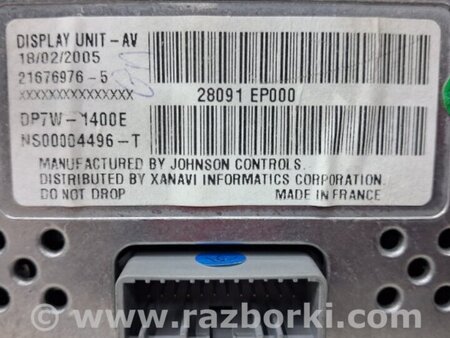 DISPLAY UNIT-AV
18/02/2005
21676976-5
XXXXXXXXXXXXXXX
28091 EP000
DP7W-1400E
NS00004496-T
MANUFACTURED BY JOHNSON CONTROLS.
DISTRIBUTED BY XANAVI INFORMATICS CORPORATION.
DO NOT DROP MADE IN FRANCE
www.razborki.com